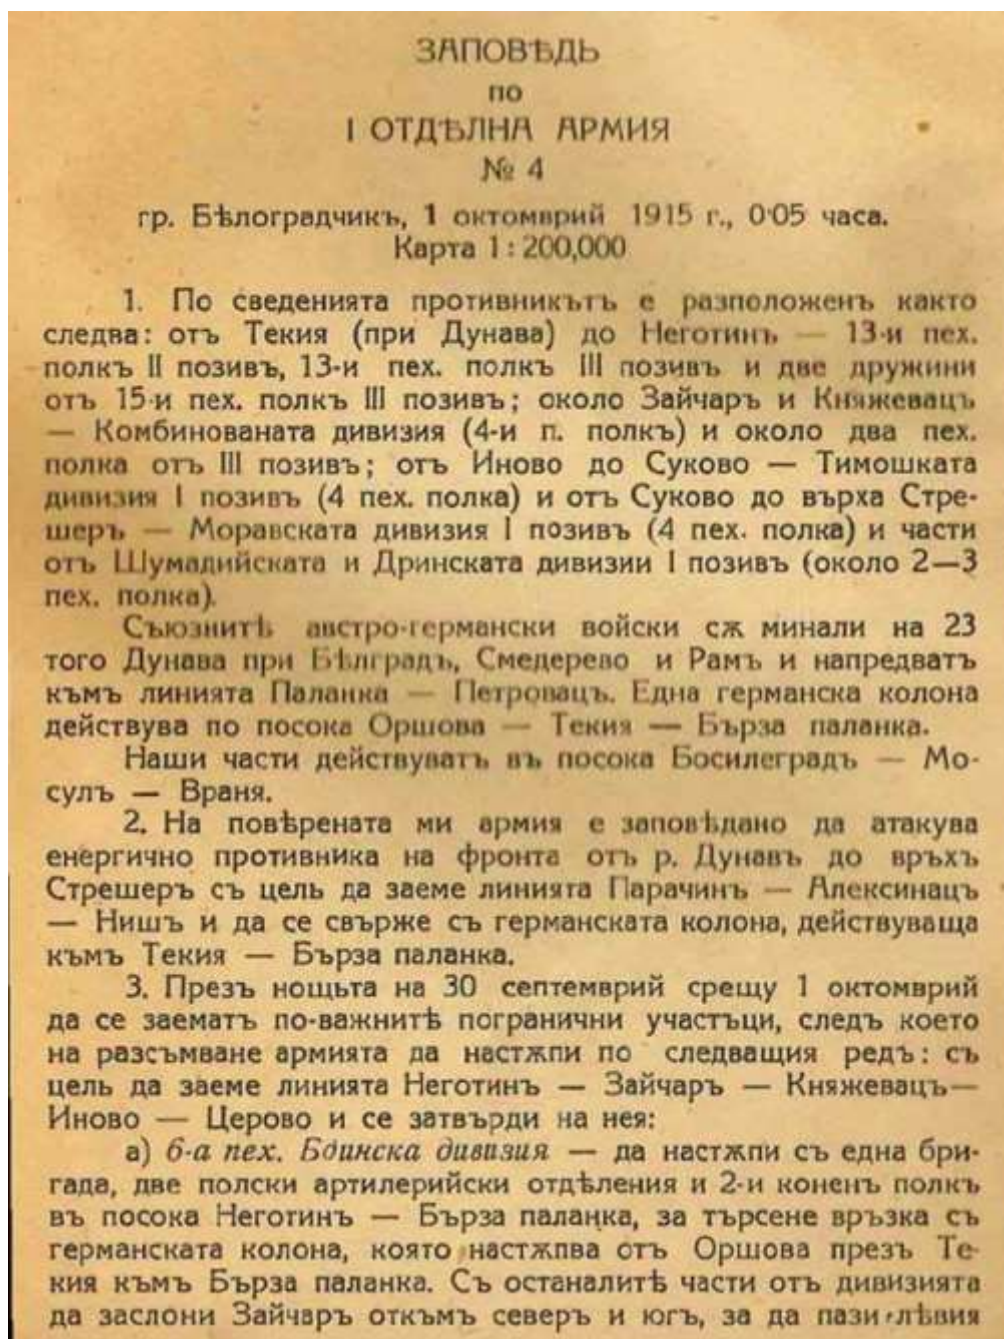 ЗАПОВѢДЬ
по
I ОТДѢЛНА АРМИЯ
№ 4
гр. Бѣлоградчикъ, 1 октомврий 1915 г., 0·05 часа.
Карта 1 : 200,000
1. По сведенията противникътъ е разположенъ както
следва: отъ Текия (при Дунава) до Неготинъ — 13-и пех.
полкъ II позивъ, 13-и пех. полкъ III позивъ и две дружини
отъ 15-и пех. полкъ III позивъ; около Зайчаръ и Княжевацъ
— Комбинованата дивизия (4-и п. полкъ) и около два пех.
полка отъ III позивъ; отъ Иново до Суково — Тимошката
дивизия I позивъ (4 пех. полка) и отъ Суково до върха Стре-
шеръ — Моравската дивизия I позивъ (4 пех. полка) и части
отъ Шумадийската и Дринската дивизии I позивъ (около 2—3
пех. полка).
Съюзнитѣ австро-германски войски сѫ минали на 23
того Дунава при Бѣлградъ, Смедерево и Рамъ и напредватъ
къмъ линията Паланка — Петровацъ. Една германска колона
действува по посока Оршова — Текия — Бърза паланка.
Наши части действуватъ въ посока Босилеградъ — Мо-
сулъ — Враня.
2. На повѣрената ми армия е заповѣдано да атакува
енергично противника на фронта отъ р. Дунавъ до връхъ
Стрешеръ съ цель да заеме линията Парачинъ — Алексинацъ
— Нишъ и да се свърже съ германската колона, действуваща
къмъ Текия — Бърза паланка.
3. Презъ нощьта на 30 септемврий срещу 1 октомврий
да се заематъ по-важнитѣ погранични участъци, следъ което
на разсъмване армията да настѫпи по следващия редъ: съ
цель да заеме линията Неготинъ — Зайчаръ — Княжевацъ—
Иново — Церово и се затвърди на нея:
а) 6-а пех. Бдинска дивизия — да настѫпи съ една бри-
гада, две полски артилерийски отдѣления и 2-и коненъ полкъ
въ посока Неготинъ — Бърза паланка, за търсене връзка съ
германската колона, която настѫпва отъ Оршова презъ Те-
кия къмъ Бърза паланка. Съ останалитѣ части отъ дивизията
да заслони Зайчаръ откъмъ северъ и югъ, за да пази лѣвия